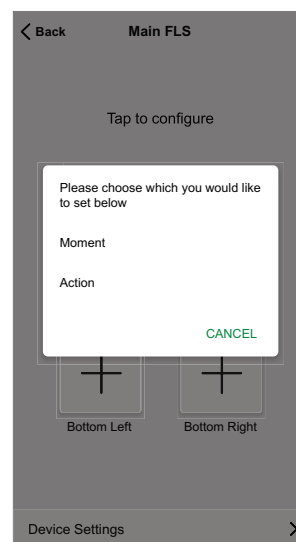 Back Main FLS
Tap to configure
Please choose which you would like
to set below
Moment
Action
CANCEL
Bottom Left Bottom Right
Device Settings